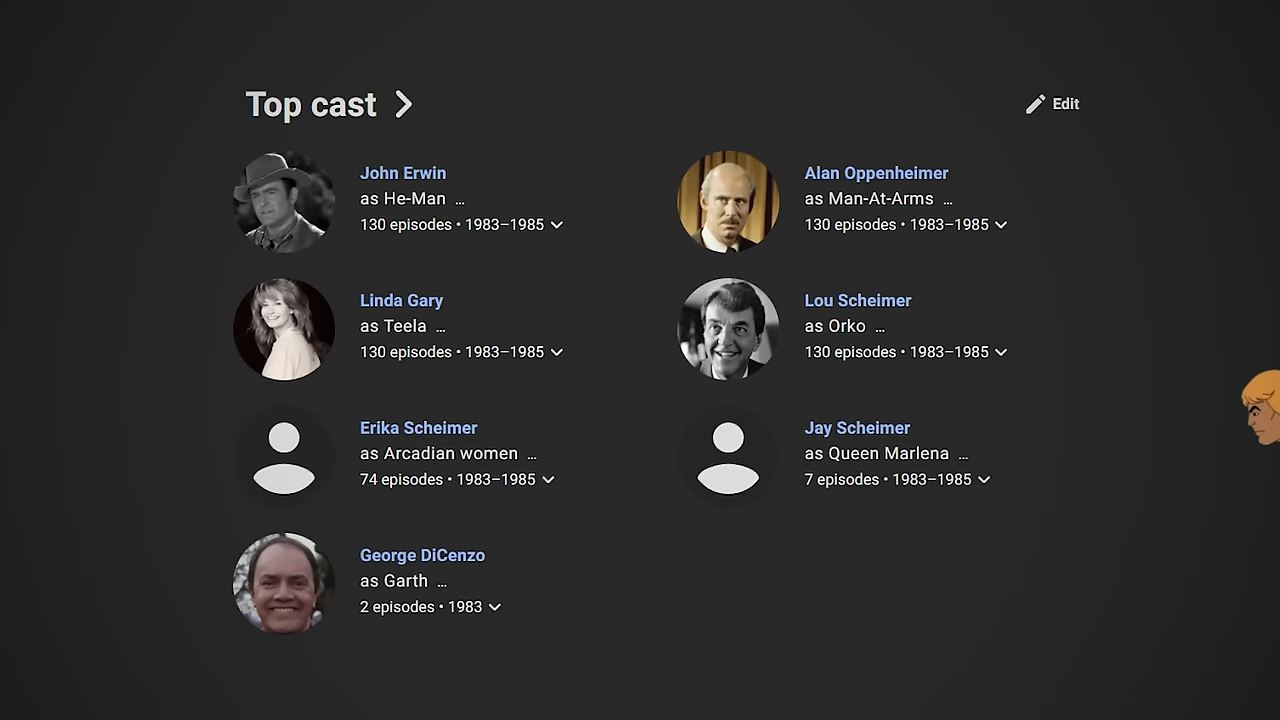 Top cast
Edit
John Erwin
as He-Man ...
130 episodes • 1983–1985
Alan Oppenheimer
as Man-At-Arms ...
130 episodes • 1983–1985
Linda Gary
as Teela ...
130 episodes • 1983–1985
Lou Scheimer
as Orko ...
130 episodes • 1983–1985
Erika Scheimer
as Arcadian women ...
74 episodes • 1983–1985
Jay Scheimer
as Queen Marlena ...
7 episodes • 1983–1985
George DiCenzo
as Garth ...
2 episodes • 1983